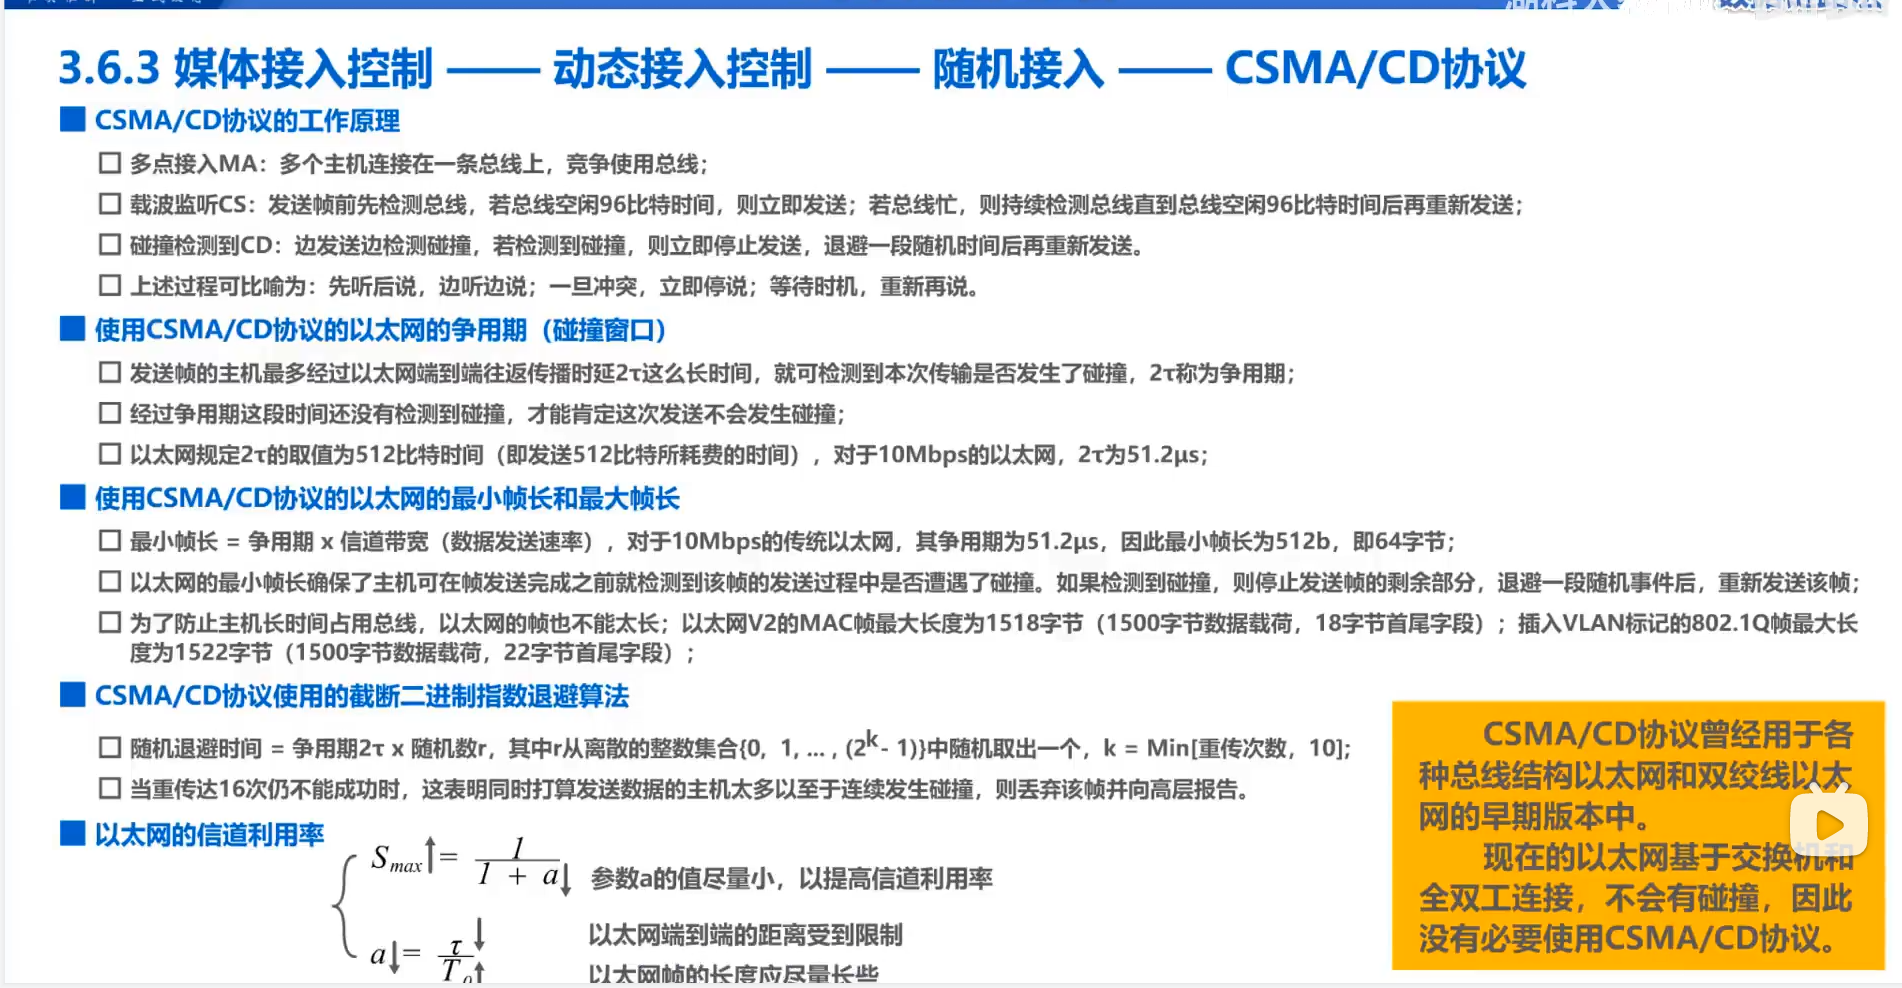 3.6.3 媒体接入控制 —— 动态接入控制 —— 随机接入 —— CSMA/CD协议
CSMA/CD协议的工作原理
多点接入MA：多个主机连接在一条总线上，竞争使用总线；
载波监听CS：发送帧前先检测总线，若总线空闲96比特时间，则立即发送；若总线忙，则持续检测总线直到总线空闲96比特时间后再重新发送；
碰撞检测到CD：边发送边检测碰撞，若检测到碰撞，则立即停止发送，退避一段随机时间后再重新发送。
上述过程可比喻为：先听后说，边听边说；一旦冲突，立即停说；等待时机，重新再说。
使用CSMA/CD协议的以太网的争用期（碰撞窗口）
发送帧的主机最多经过以太网端到端往返传播时延2τ这么长时间，就可检测到本次传输是否发生了碰撞，2τ称为争用期；
经过争用期这段时间还没有检测到碰撞，才能肯定这次发送不会发生碰撞；
以太网规定2τ的取值为512比特时间（即发送512比特所耗费的时间），对于10Mbps的以太网，2τ为51.2μs；
使用CSMA/CD协议的以太网的最小帧长和最大帧长
最小帧长 = 争用期 x 信道带宽（数据发送速率），对于10Mbps的传统以太网，其争用期为51.2μs，因此最小帧长为512b，即64字节；
以太网的最小帧长确保了主机可在帧发送完成之前就检测到该帧的发送过程中是否遭遇了碰撞。如果检测到碰撞，则停止发送帧的剩余部分，退避一段随机事件后，重新发送该帧；
为了防止主机长时间占用总线，以太网的帧也不能太长；以太网V2的MAC帧最大长度为1518字节（1500字节数据载荷，18字节首尾字段）；插入VLAN标记的802.1Q帧最大长
度为1522字节（1500字节数据载荷，22字节首尾字段）；
CSMA/CD协议使用的截断二进制指数退避算法
随机退避时间 = 争用期2τ x 随机数r，其中r从离散的整数集合{0，1，... , (2^k - 1)}中随机取出一个，k = Min[重传次数，10]；
当重传达16次仍不能成功时，这表明同时打算发送数据的主机太多以至于连续发生碰撞，则丢弃该帧并向高层报告。
以太网的信道利用率
Smax↑= 1 / (1 + a↓) 参数a的值尽量小，以提高信道利用率
a↓= τ↓ / T0↑
以太网端到端的距离受到限制
以太网帧的长度应尽量长些
CSMA/CD协议曾经用于各
种总线结构以太网和双绞线以太
网的早期版本中。
现在的以太网基于交换机和
全双工连接，不会有碰撞，因此
没有必要使用CSMA/CD协议。